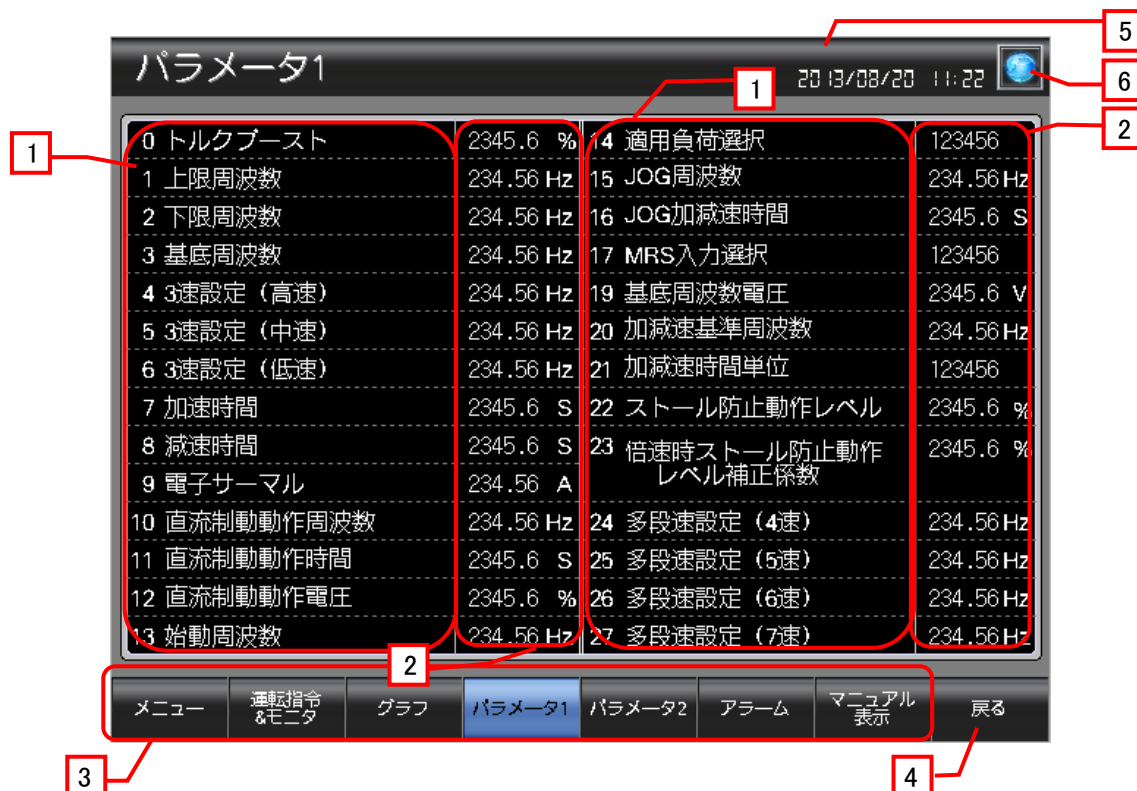 5
パラメータ1
2013/08/20 11:22
6
1
1
2
0 トルクブースト 2345.6 % 14 適用負荷選択 123456
1 上限周波数 234.56 Hz 15 JOG周波数 234.56 Hz
2 下限周波数 234.56 Hz 16 JOG加減速時間 2345.6 S
3 基底周波数 234.56 Hz 17 MRS入力選択 123456
4 3速設定（高速） 234.56 Hz 19 基底周波数電圧 2345.6 V
5 3速設定（中速） 234.56 Hz 20 加減速基準周波数 234.56 Hz
6 3速設定（低速） 234.56 Hz 21 加減速時間単位 123456
7 加速時間 2345.6 S 22 ストール防止動作レベル 2345.6 %
8 減速時間 2345.6 S 23 倍速時ストール防止動作 2345.6 %
レベル補正係数
9 電子サーマル 234.56 A
10 直流制動動作周波数 234.56 Hz 24 多段速設定（4速） 234.56 Hz
11 直流制動動作時間 2345.6 S 25 多段速設定（5速） 234.56 Hz
12 直流制動動作電圧 2345.6 % 26 多段速設定（6速） 234.56 Hz
13 始動周波数 234.56 Hz 27 多段速設定（7速） 234.56 Hz
2
メニュー 運転指令 グラフ パラメータ1 パラメータ2 アラーム マニュアル 戻る
&モニタ 表示
3
4